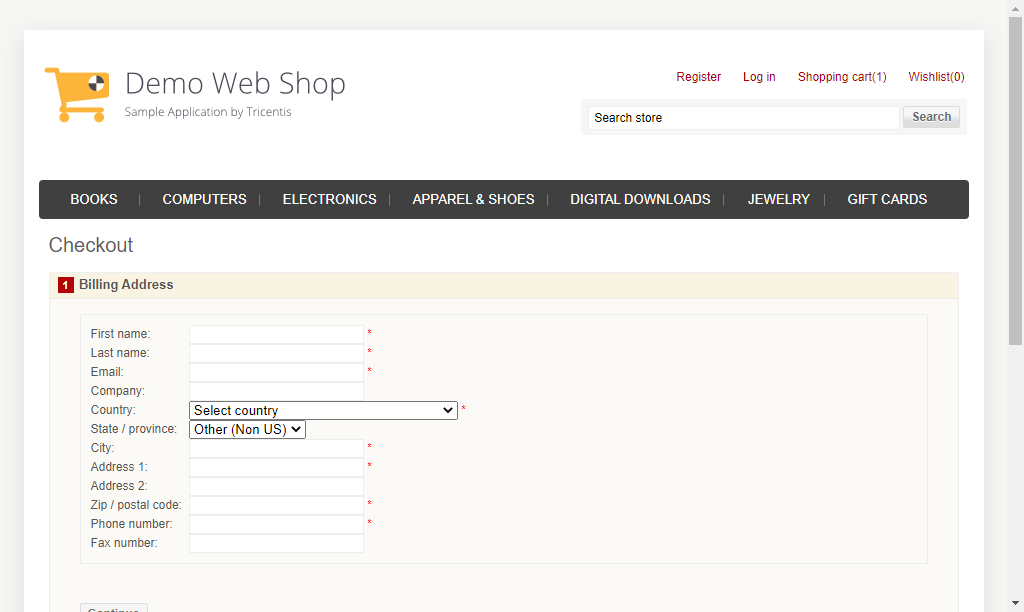 Demo Web Shop
Sample Application by Tricentis
Register Log in Shopping cart(1) Wishlist(0)
Search store Search
BOOKS COMPUTERS ELECTRONICS APPAREL & SHOES DIGITAL DOWNLOADS JEWELRY GIFT CARDS
Checkout
1 Billing Address
First name: *
Last name: *
Email: *
Company:
Country: Select country *
State / province: Other (Non US)
City: *
Address 1: *
Address 2:
Zip / postal code: *
Phone number: *
Fax number:
Continue